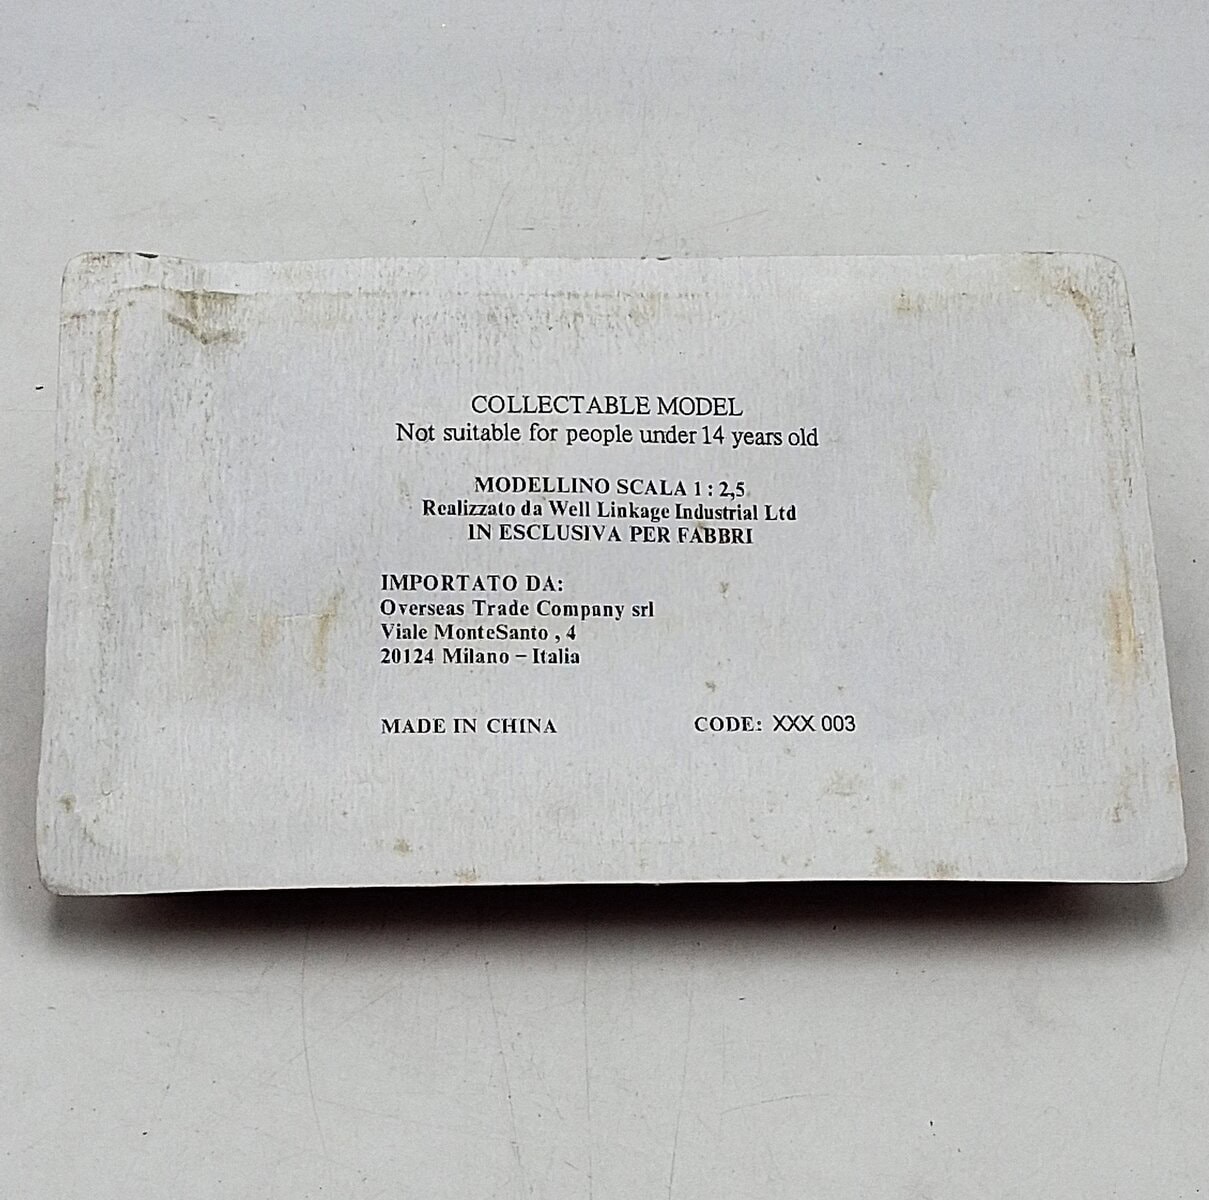 COLLECTABLE MODEL
Not suitable for people under 14 years old
MODELLINO SCALA 1 : 2,5
Realizzato da Well Linkage Industrial Ltd
IN ESCLUSIVA PER FABBRI
IMPORTATO DA:
Overseas Trade Company srl
Viale MonteSanto , 4
20124 Milano – Italia
MADE IN CHINA CODE: XXX 003